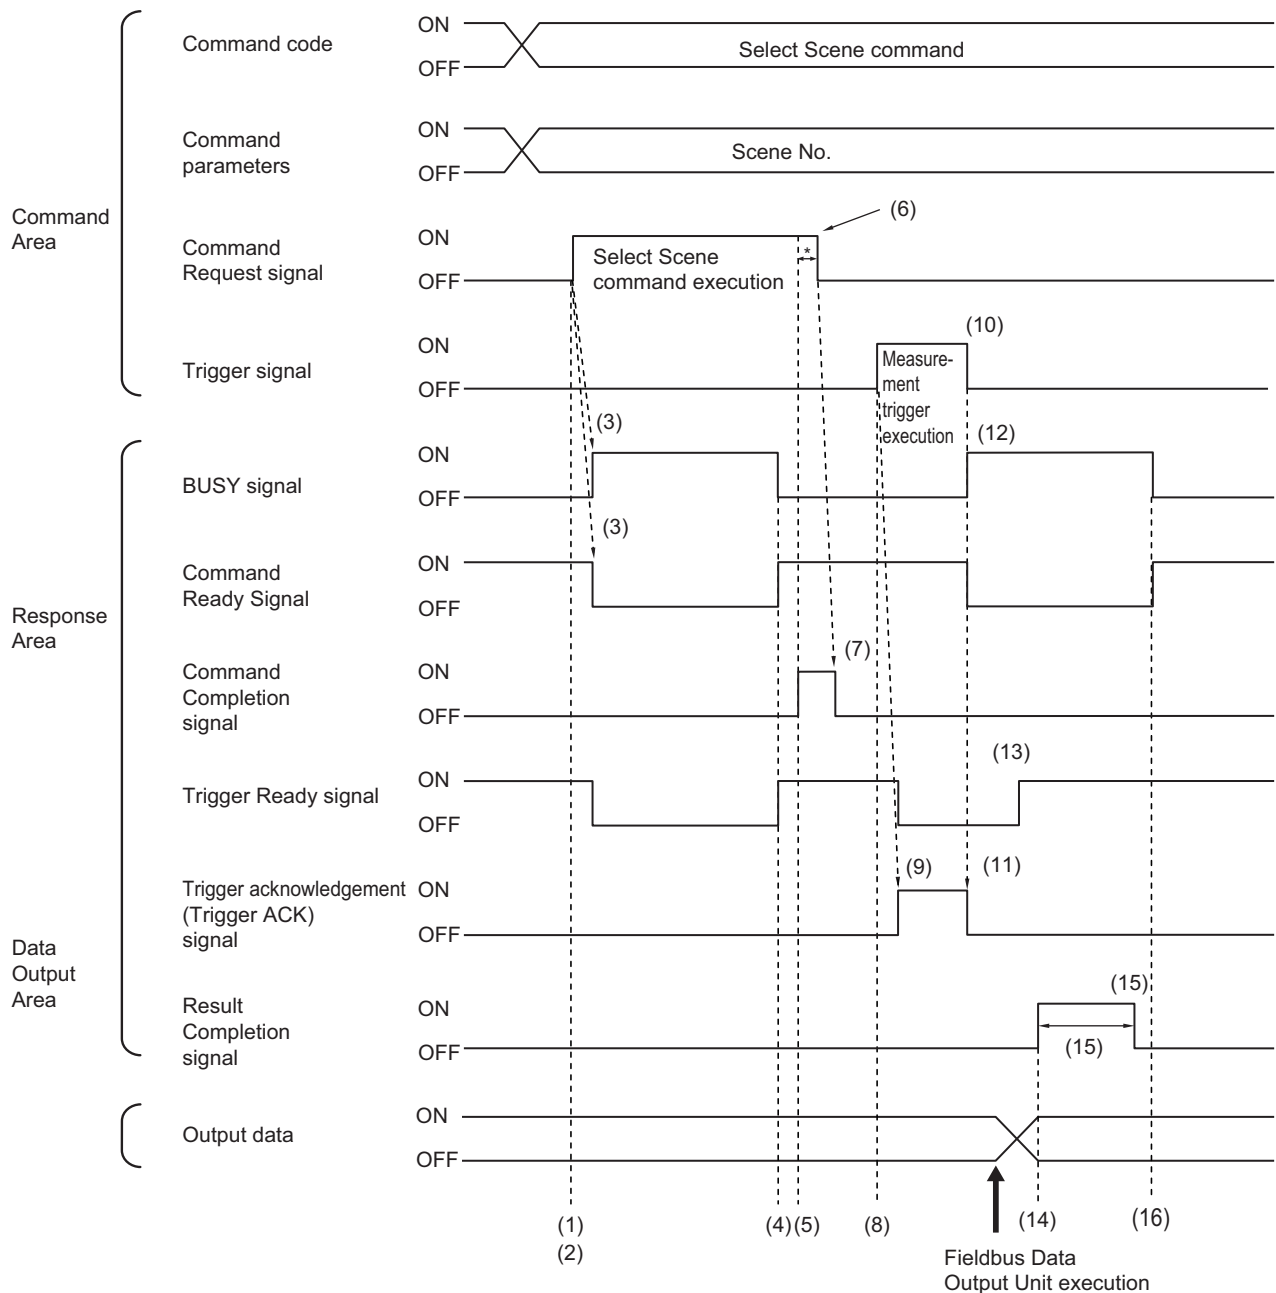 Command Area
Command code
ON
OFF
Select Scene command
Command
parameters
ON
OFF
Scene No.
Command
Request signal
ON
OFF
Select Scene
command execution
*
(6)
Trigger signal
ON
OFF
Measure-
ment
trigger
execution
(10)
Response
Area
BUSY signal
ON
OFF
(3)
(12)
Command
Ready Signal
ON
OFF
(3)
Command
Completion
signal
ON
OFF
(7)
Trigger Ready signal
ON
OFF
(13)
Trigger acknowledgement
(Trigger ACK)
signal
ON
OFF
(9)
(11)
Data
Output
Area
Result
Completion
signal
ON
OFF
(15)
(15)
Output data
ON
OFF
(1)
(2)
(4)
(5)
(8)
(14)
(16)
Fieldbus Data
Output Unit execution